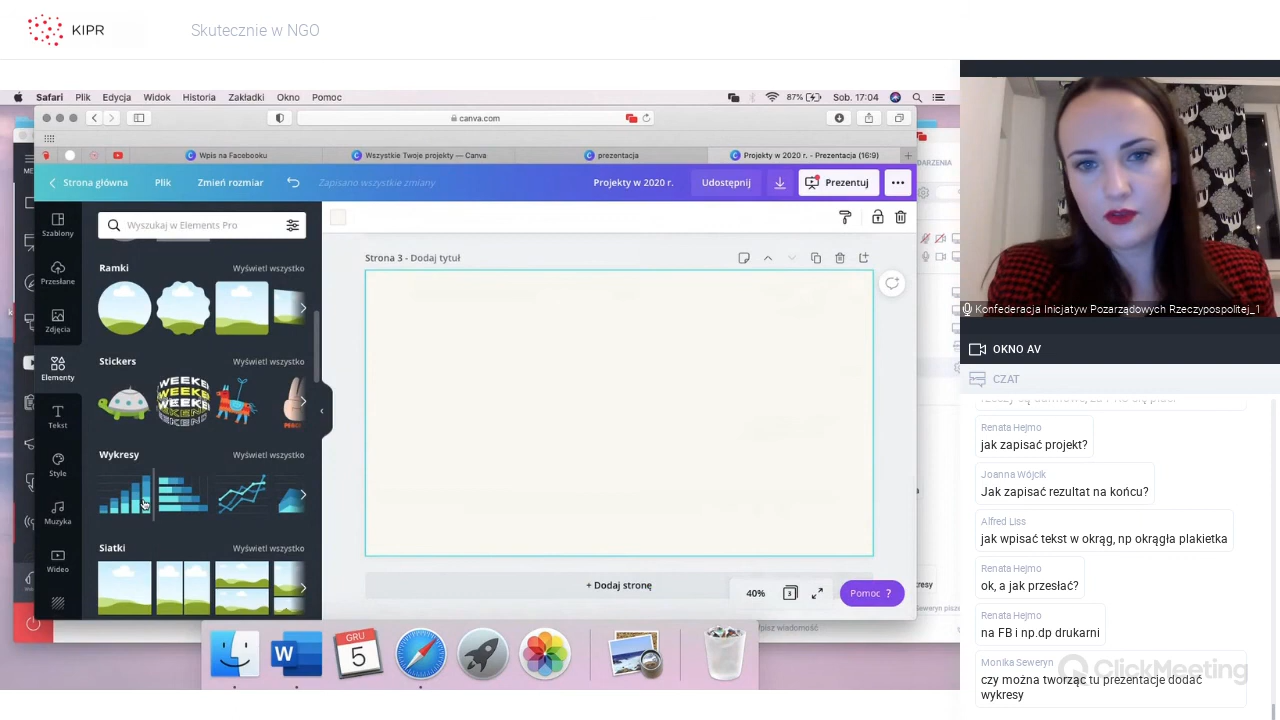 KIPR
Skutecznie w NGO
Safari Plik Edycja Widok Historia Zakładki Okno Pomoc
87% Sob. 17:04
canva.com
Wpis na Facebooku
Wszystkie Twoje projekty — Canva
prezentacja
Projekty w 2020 r. - Prezentacja (16:9)
DARZENIA
Strona główna
Plik
Zmień rozmiar
Zapisano wszystkie zmiany
Projekty w 2020 r.
Udostępnij
Prezentuj
Szablony
Przesłane
Zdjęcia
Elementy
Tekst
Style
Muzyka
Wideo
Wyszukaj w Elements Pro
Ramki
Wyświetl wszystko
Stickers
Wyświetl wszystko
WEEKE
WEEKE
WEEKE
Wykresy
Wyświetl wszystko
Siatki
Wyświetl wszystko
Strona 3 - Dodaj tytuł
+ Dodaj stronę
40%
3
Pomoc ?
GRU
5
W
Konfederacja Inicjatyw Pozarządowych Rzeczypospolitej_1
OKNO AV
CZAT
Renata Hejmo
jak zapisać projekt?
Joanna Wójcik
Jak zapisać rezultat na końcu?
Alfred Liss
jak wpisać tekst w okrąg, np okrągła plakietka
Renata Hejmo
ok, a jak przesłać?
Renata Hejmo
na FB i np.dp drukarni
Monika Seweryn
czy można tworząc tu prezentacje dodać
wykresy
ClickMeeting